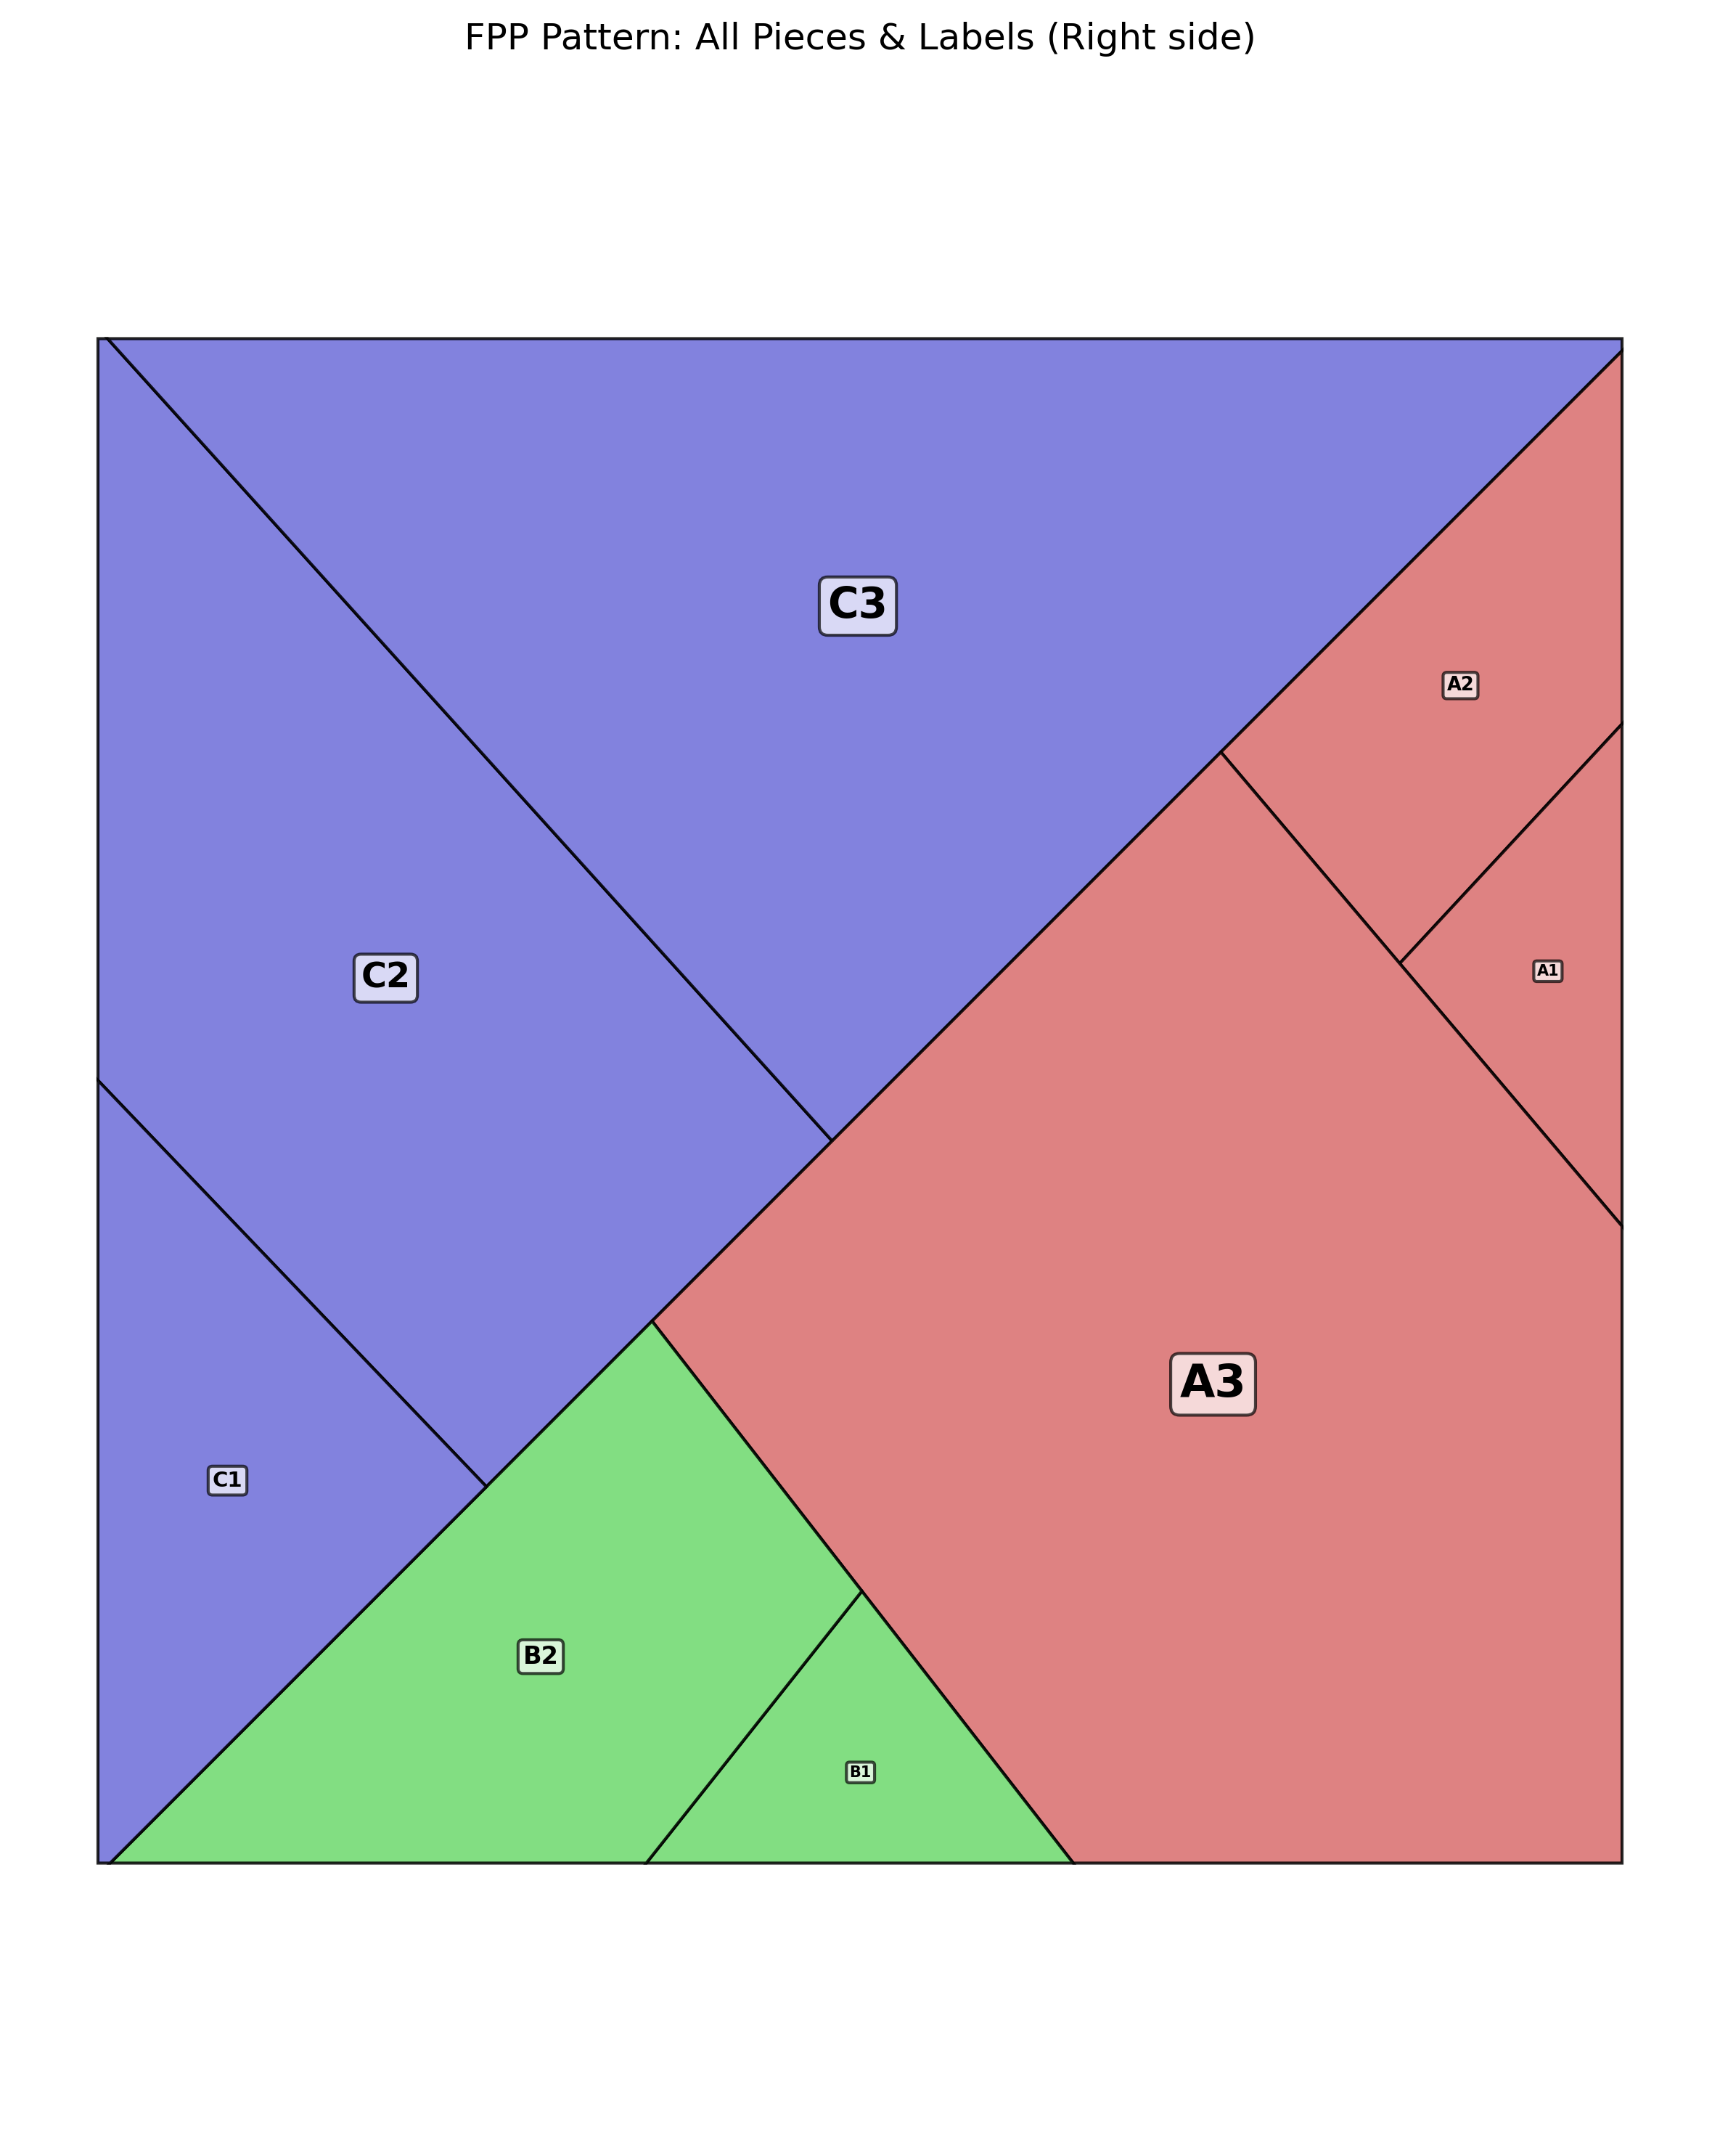 FPP Pattern: All Pieces & Labels (Right side)
C3
A2
C2
A1
A3
C1
B2
B1